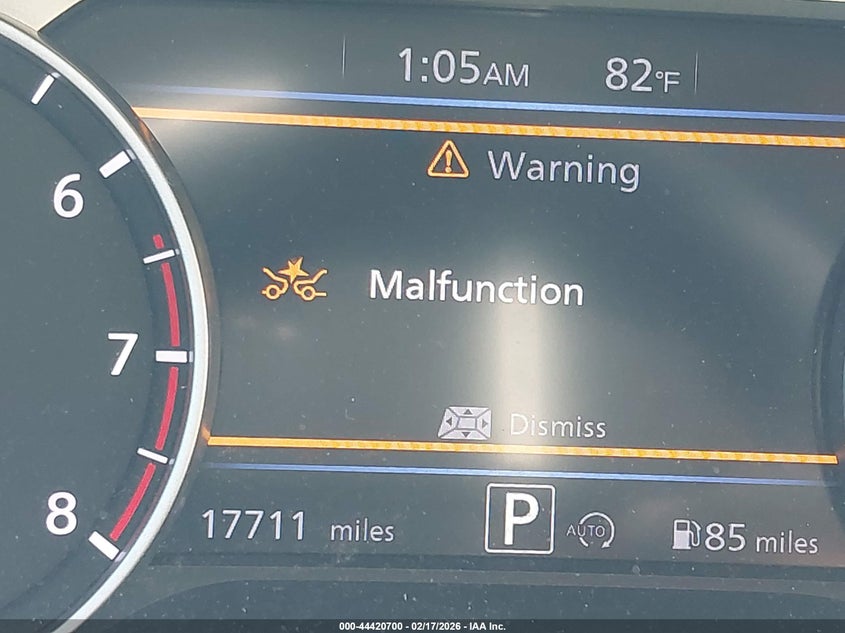 1:05AM 82°F
Warning
Malfunction
Dismiss
6
7
8
17711 miles P AUTO 85 miles
000-44420700 - 02/17/2026 - IAA Inc.